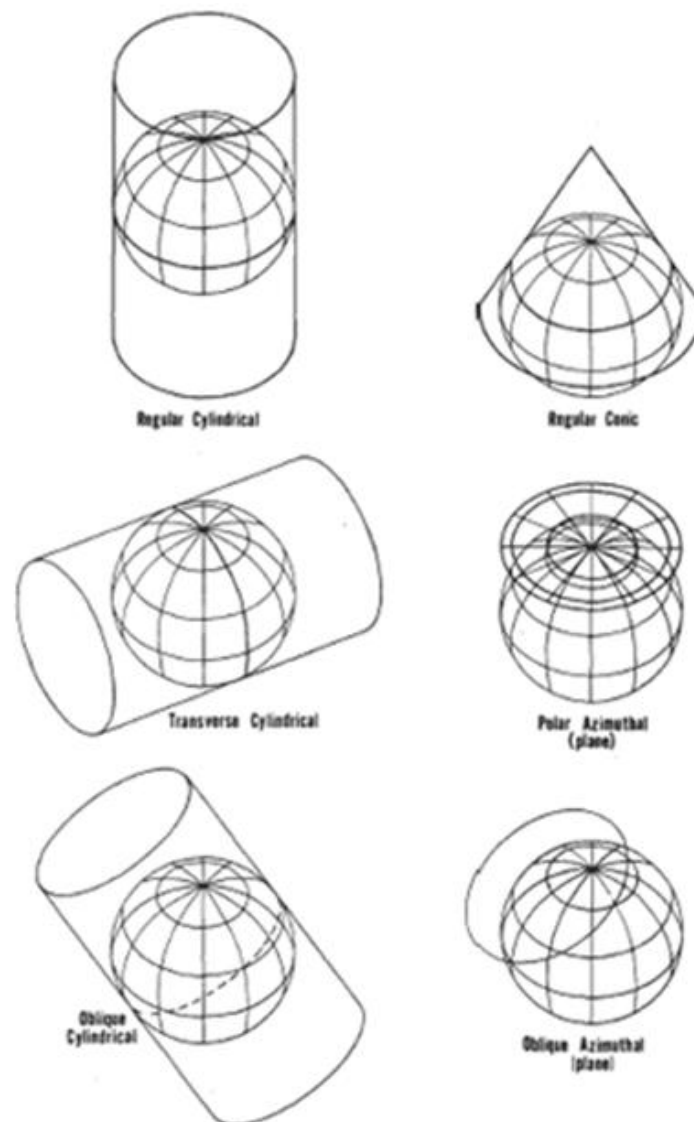 Regular Cylindrical
Regular Conic
Transverse Cylindrical
Polar Azimuthal
(plane)
Oblique
Cylindrical
Oblique Azimuthal
(plane)